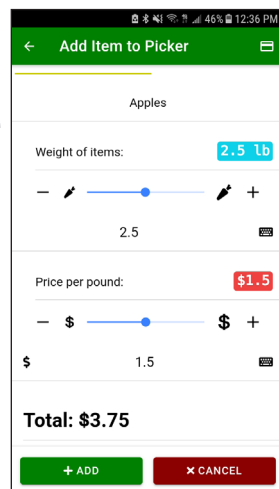 46% 12:36 PM
Add Item to Picker
Apples
Weight of items:
2.5 lb
2.5
Price per pound:
$1.5
$ $
$ 1.5
Total: $3.75
+ ADD
× CANCEL